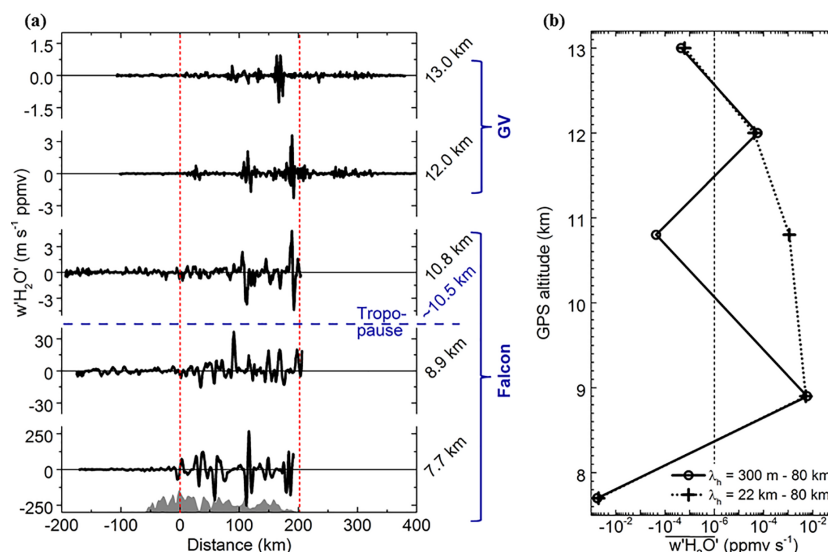 (a)
1.5
0.0
-1.5
13.0 km
3
0
-3
12.0 km
GV
w'H₂O' (m s⁻¹ ppmv)
3
0
-3
10.8 km
~10.5 km
Tropo-
pause
30
0
-30
8.9 km
Falcon
250
0
-250
7.7 km
-200 -100 0 100 200 300 400
Distance (km)
(b)
GPS altitude (km)
13
12
11
10
9
8
λₕ = 300 m - 80 km
λₕ = 22 km - 80 km
-10⁻² -10⁻⁴ 10⁻⁶ 10⁻⁴ 10⁻²
w'H₂O' (ppmv s⁻¹)